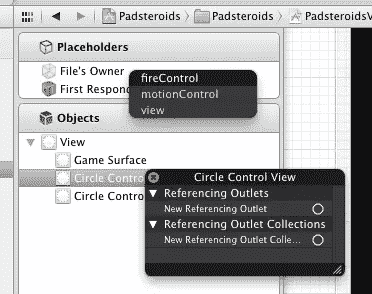 Padsteroids Padsteroids PadsteroidsV
Placeholders
File's Owner
First Respon
fireControl
motionControl
view
Objects
View
Game Surface
Circle Contro
Circle Contro
Circle Control View
Referencing Outlets
New Referencing Outlet
Referencing Outlet Collections
New Referencing Outlet Colle...